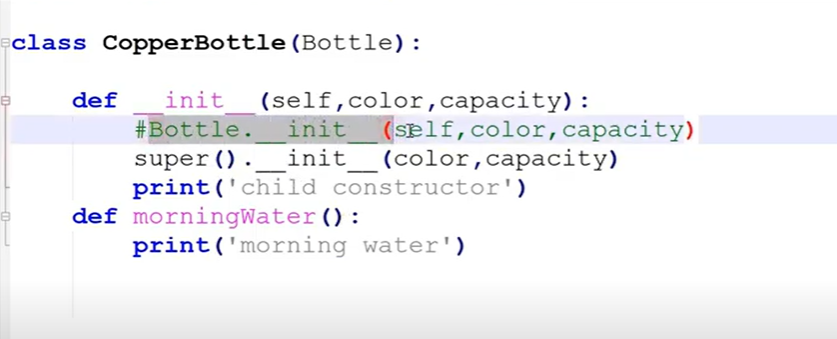 class CopperBottle(Bottle):
def __init__(self,color,capacity):
#Bottle.__init__(self,color,capacity)
super().__init__(color,capacity)
print('child constructor')
def morningWater():
print('morning water')